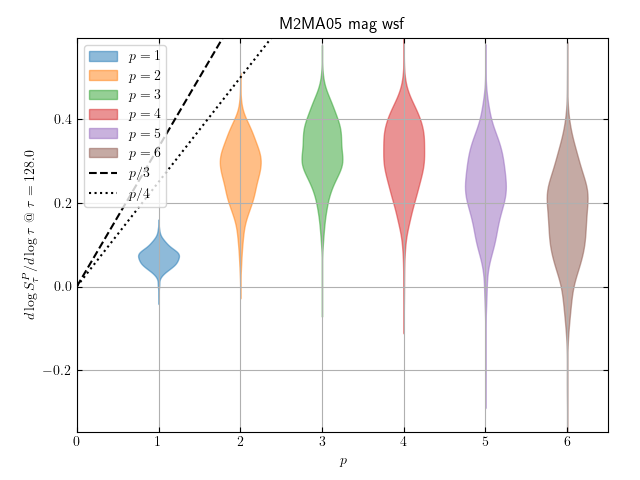 M2MA05 mag wsf
p = 1
p = 2
p = 3
p = 4
p = 5
p = 6
p/3
p/4
d log S_τ^P / d log τ @ τ = 128.0
0.4
0.2
0.0
−0.2
0 1 2 3 4 5 6
p